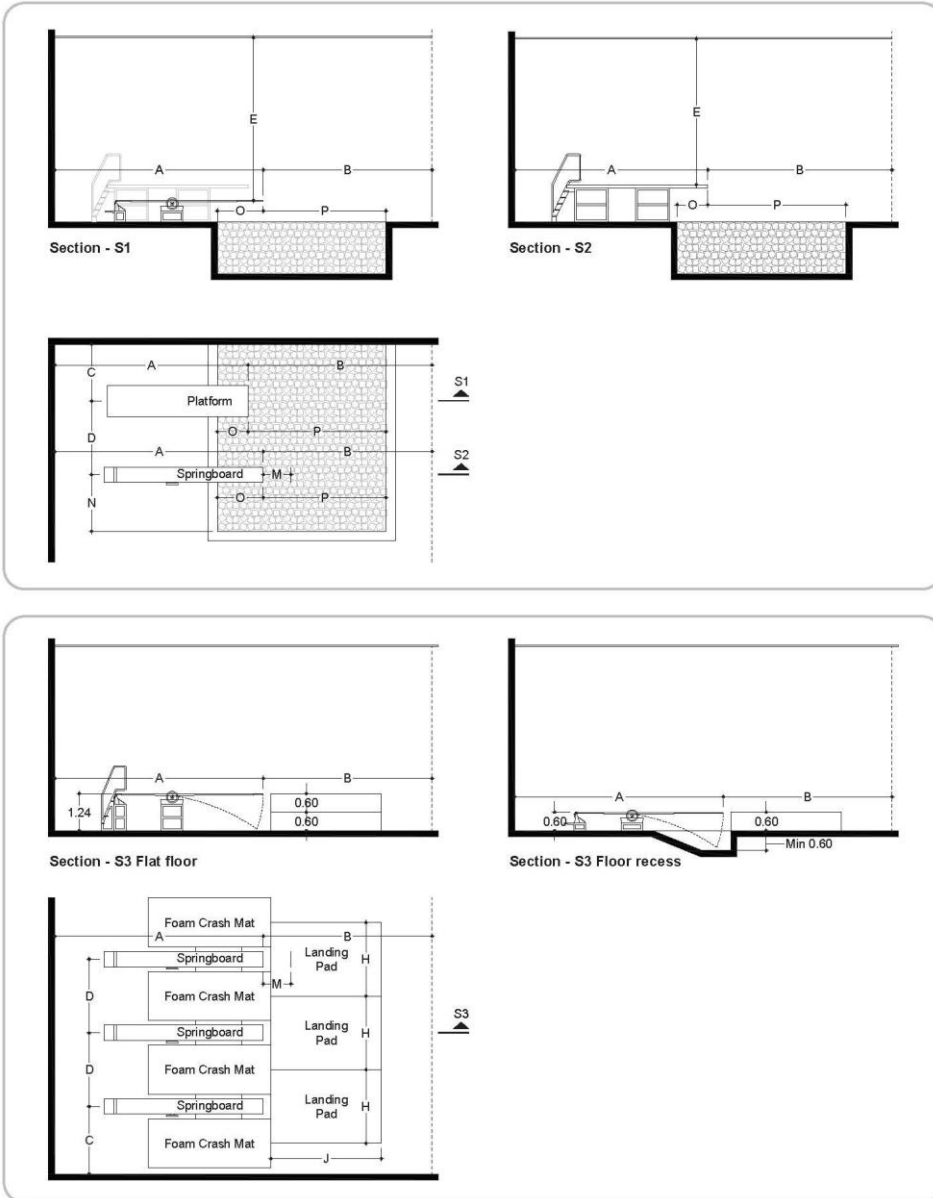 E
A
B
O
P
Section - S1
E
A
B
O
P
Section - S2
A
B
C
S1
Platform
D
O
P
A
B
S2
Springboard
M
N
O
P
A
B
1.24
0.60
0.60
Section - S3 Flat floor
A
B
0.60
0.60
Min 0.60
Section - S3 Floor recess
Foam Crash Mat
A
B
Springboard
Landing
Pad
H
M
D
Foam Crash Mat
S3
Springboard
Landing
Pad
H
D
Foam Crash Mat
Springboard
Landing
Pad
H
C
Foam Crash Mat
J